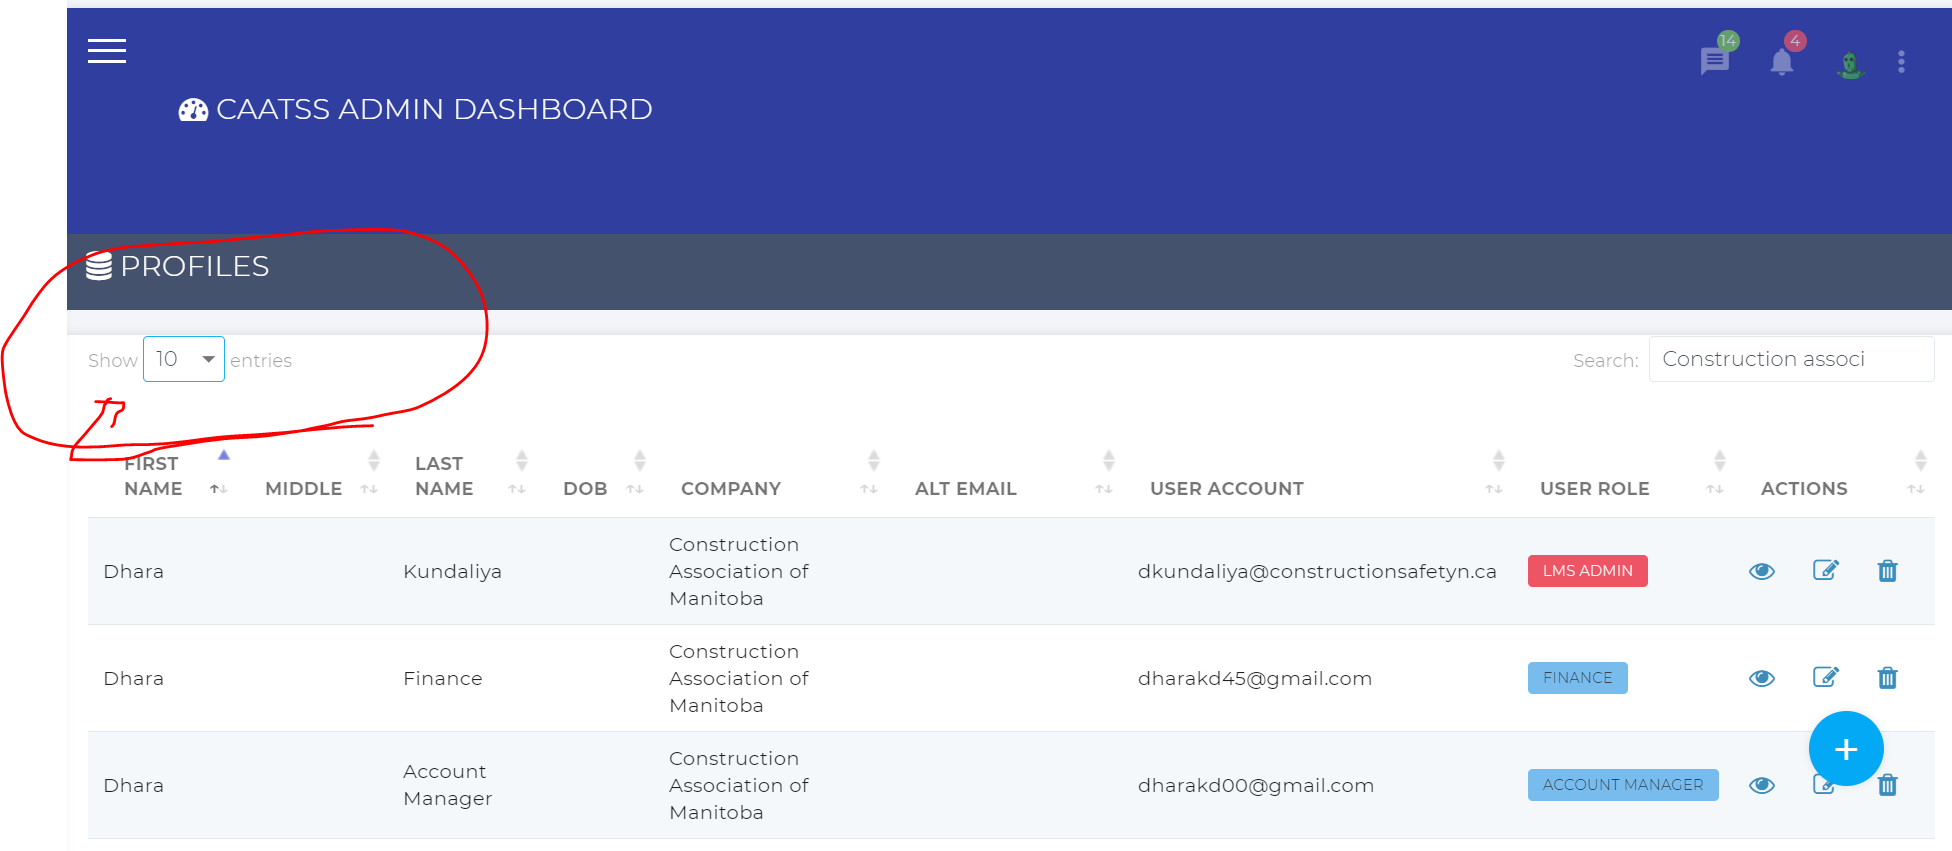 14
4
CAATSS ADMIN DASHBOARD
PROFILES
Show 10 entries
Search: Construction associ
FIRST NAME MIDDLE LAST NAME DOB COMPANY ALT EMAIL USER ACCOUNT USER ROLE ACTIONS
Dhara Kundaliya Construction Association of Manitoba dkundaliya@constructionsafetyn.ca LMS ADMIN
Dhara Finance Construction Association of Manitoba dharakd45@gmail.com FINANCE
Dhara Account Manager Construction Association of Manitoba dharakd00@gmail.com ACCOUNT MANAGER